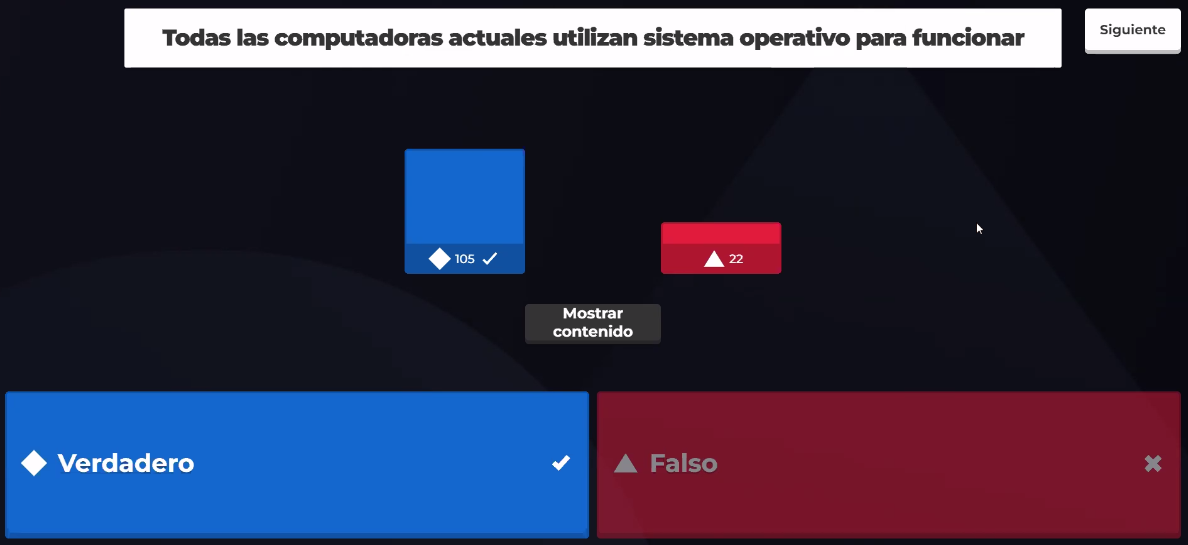 Todas las computadoras actuales utilizan sistema operativo para funcionar
Siguiente
105
22
Mostrar
contenido
Verdadero
Falso